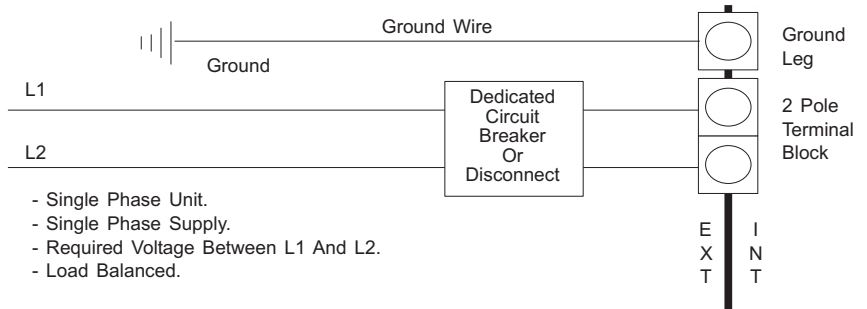 Ground Wire
Ground
Leg
Ground
L1
Dedicated
Circuit
Breaker
Or
Disconnect
2 Pole
Terminal
Block
L2
- Single Phase Unit.
- Single Phase Supply.
- Required Voltage Between L1 And L2.
- Load Balanced.
E I
X N
T T